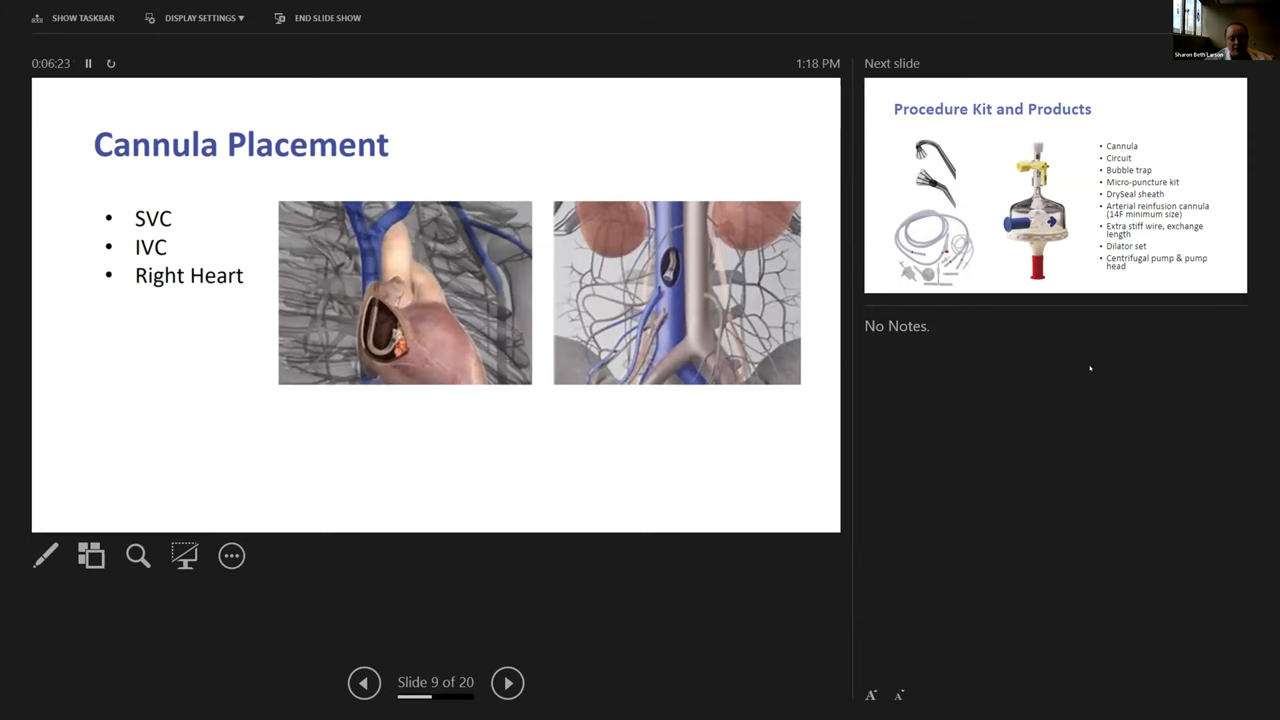 SHOW TASKBAR
DISPLAY SETTINGS ▼
END SLIDE SHOW
Sharon Beth Larson
0:06:23
1:18 PM
Next slide
Cannula Placement
• SVC
• IVC
• Right Heart
Procedure Kit and Products
• Cannula
• Circuit
• Bubble trap
• Micro-puncture kit
• DrySeal sheath
• Arterial reinfusion cannula
(14F minimum size)
• Extra stiff wire, exchange
length
• Dilator set
• Centrifugal pump & pump
head
No Notes.
Slide 9 of 20
A A